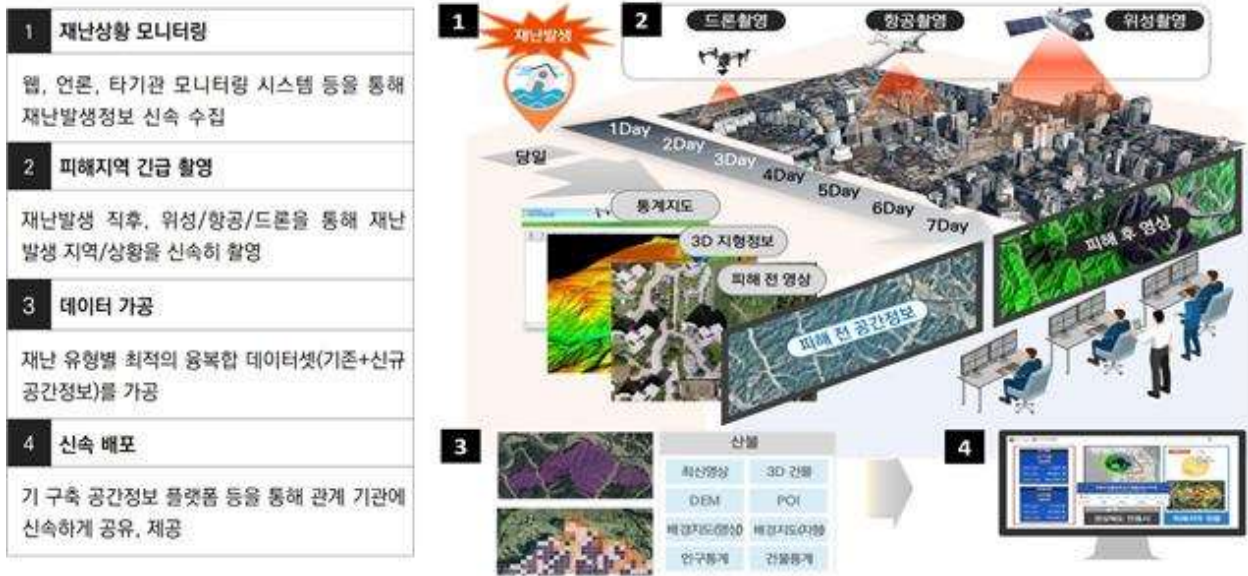 1 재난상황 모니터링
웹, 언론, 타기관 모니터링 시스템 등을 통해
재난발생정보 신속 수집
2 피해지역 긴급 촬영
재난발생 직후, 위성/항공/드론을 통해 재난
발생 지역/상황을 신속히 촬영
3 데이터 가공
재난 유형별 최적의 융복합 데이터셋(기존+신규
공간정보)를 가공
4 신속 배포
기 구축 공간정보 플랫폼 등을 통해 관계 기관에
신속하게 공유, 제공
1
재난발생
2
드론촬영
항공촬영
위성촬영
당일
1Day
2Day
3Day
4Day
5Day
6Day
7Day
통계지도
3D 지형정보
피해 전 영상
피해 전 공간정보
피해 후 영상
3
산물
최신영상 3D 건물
DEM POI
배경지도(영상) 배경지도(지형)
인구통계 건물통계
4